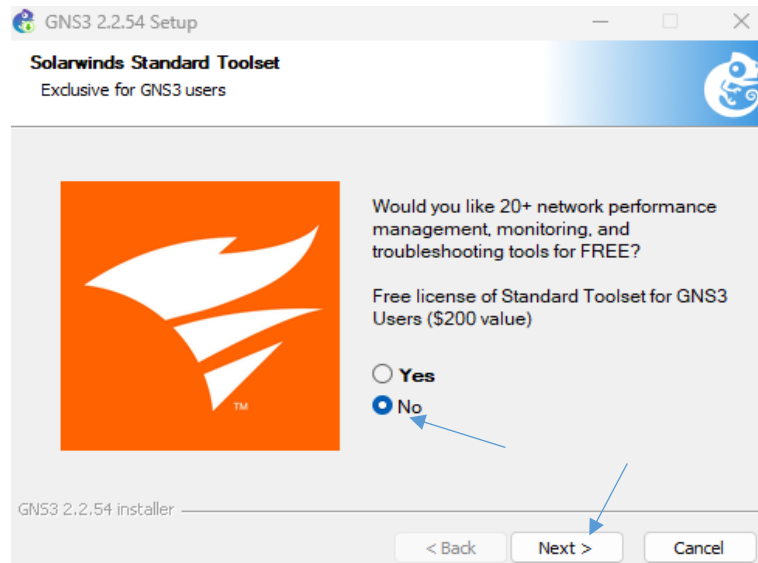 GNS3 2.2.54 Setup
Solarwinds Standard Toolset
Exclusive for GNS3 users
Would you like 20+ network performance
management, monitoring, and
troubleshooting tools for FREE?
Free license of Standard Toolset for GNS3
Users ($200 value)
Yes
No
TM
GNS3 2.2.54 installer
< Back
Next >
Cancel